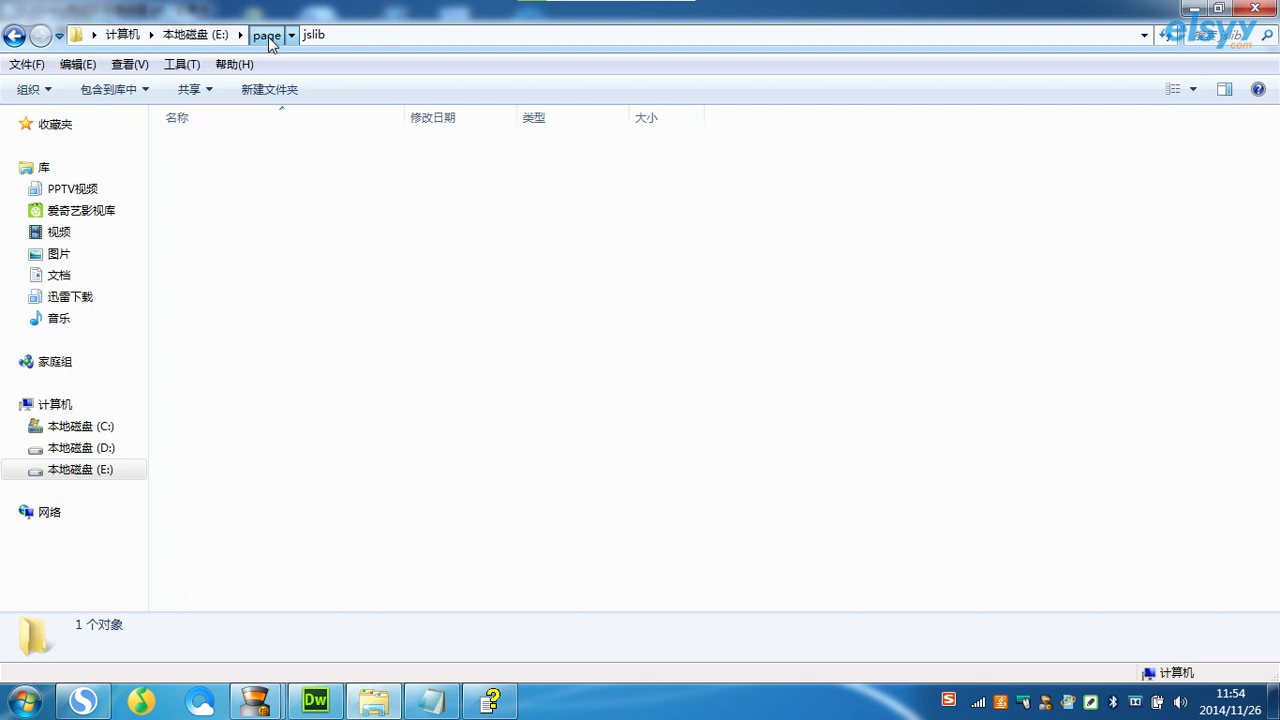 计算机 本地磁盘 (E:) page jslib
elsyy.com
文件(F) 编辑(E) 查看(V) 工具(T) 帮助(H)
组织 包含到库中 共享 新建文件夹
名称 修改日期 类型 大小
收藏夹
库
PPTV视频
爱奇艺影视库
视频
图片
文档
迅雷下载
音乐
家庭组
计算机
本地磁盘 (C:)
本地磁盘 (D:)
本地磁盘 (E:)
网络
1 个对象
计算机
Dw
11:54
2014/11/26